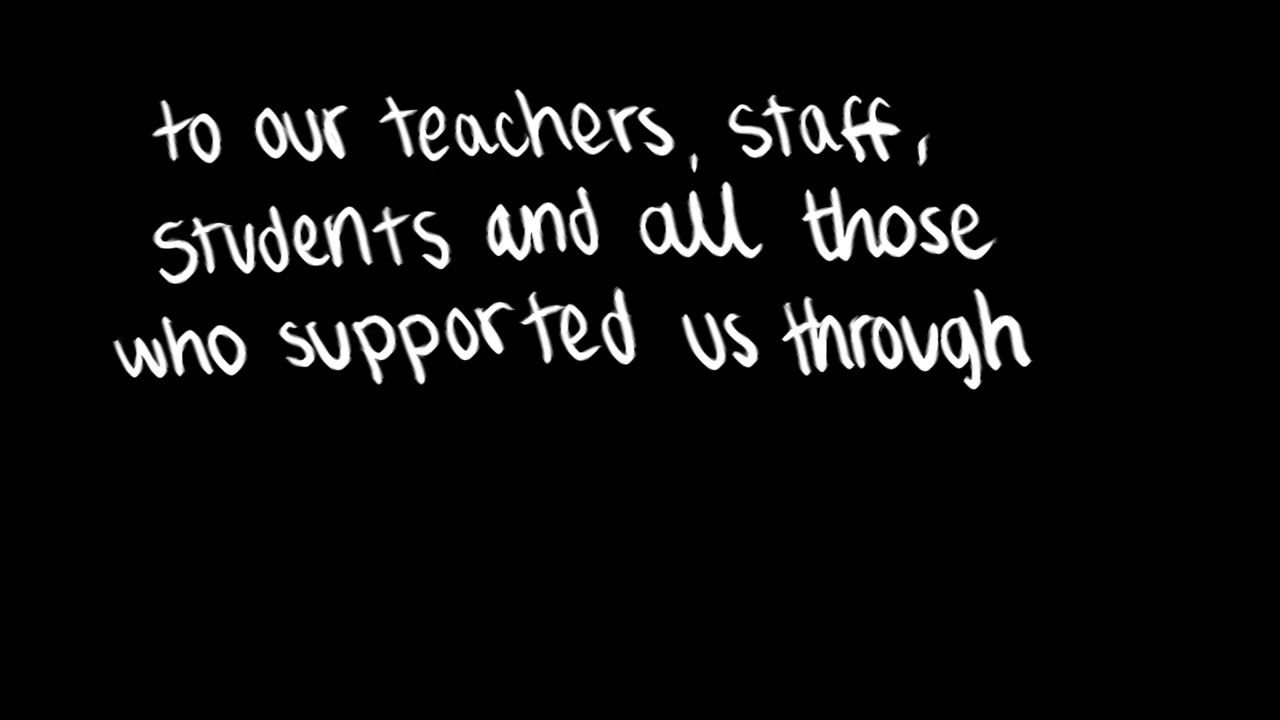 to our teachers, staff,
students and all those
who supported us through